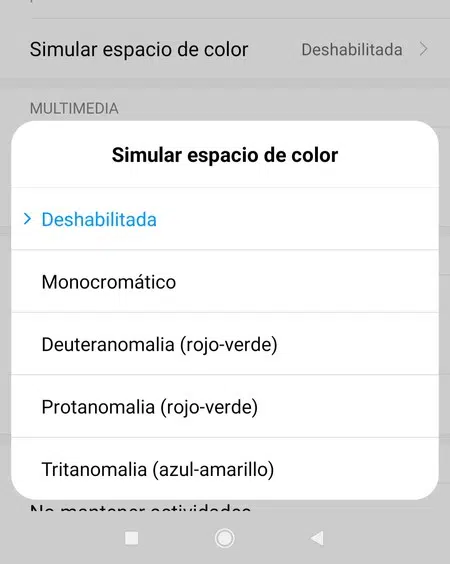 Simular espacio de color
Deshabilitada
MULTIMEDIA
Simular espacio de color
Deshabilitada
Monocromático
Deuteranomalia (rojo-verde)
Protanomalia (rojo-verde)
Tritanomalia (azul-amarillo)
No mantener actividades